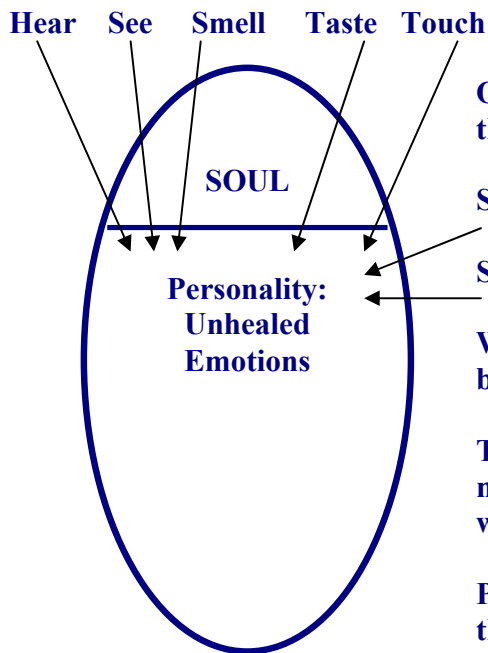 Hear See Smell Taste Touch
SOUL
Personality:
Unhealed
Emotions